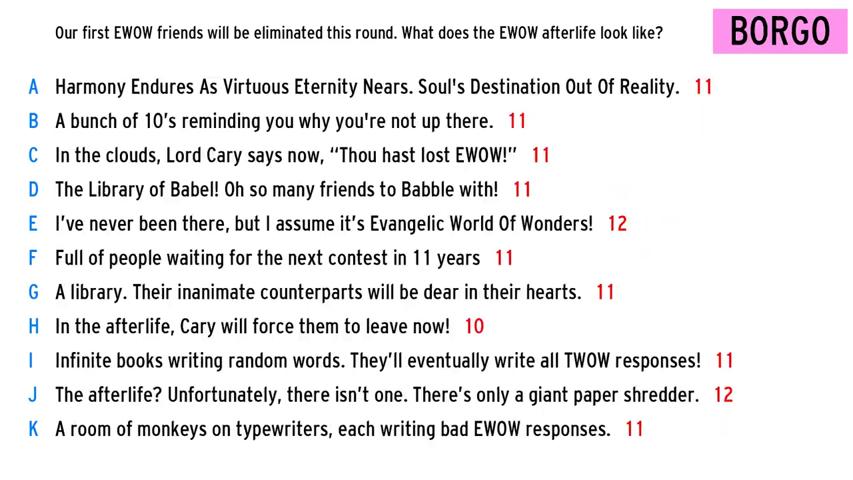 Our first EWOW friends will be eliminated this round. What does the EWOW afterlife look like?
BORGO
A Harmony Endures As Virtuous Eternity Nears. Soul's Destination Out Of Reality. 11
B A bunch of 10's reminding you why you're not up there. 11
C In the clouds, Lord Cary says now, “Thou hast lost EWOW!” 11
D The Library of Babel! Oh so many friends to Babble with! 11
E I’ve never been there, but I assume it’s Evangelic World Of Wonders! 12
F Full of people waiting for the next contest in 11 years 11
G A library. Their inanimate counterparts will be dear in their hearts. 11
H In the afterlife, Cary will force them to leave now! 10
I Infinite books writing random words. They’ll eventually write all TWOW responses! 11
J The afterlife? Unfortunately, there isn’t one. There’s only a giant paper shredder. 12
K A room of monkeys on typewriters, each writing bad EWOW responses. 11